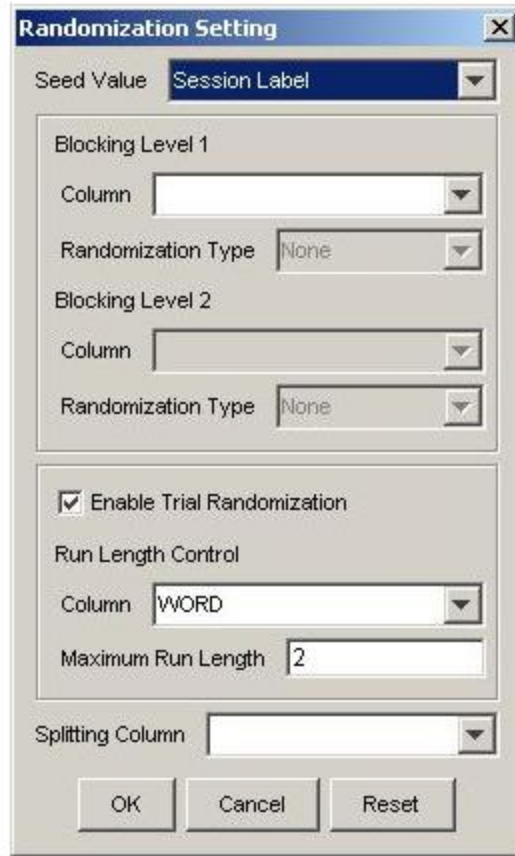 Randomization Setting
Seed Value Session Label
Blocking Level 1
Column
Randomization Type None
Blocking Level 2
Column
Randomization Type None
Enable Trial Randomization
Run Length Control
Column WORD
Maximum Run Length 2
Splitting Column
OK Cancel Reset